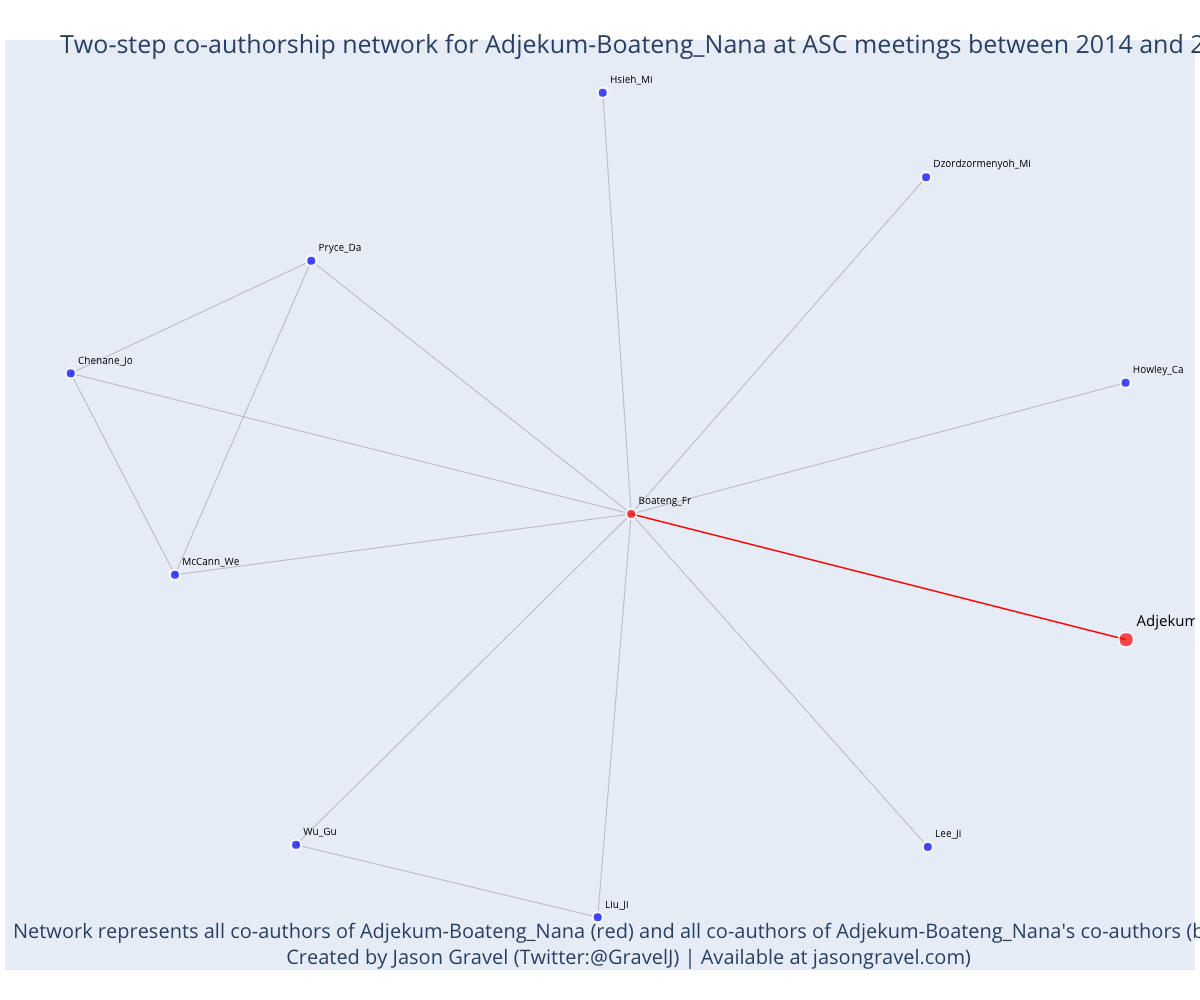 Two-step co-authorship network for Adjekum-Boateng_Nana at ASC meetings between 2014 and 2
Hsieh_Mi
Dzordzormenyoh_Mi
Pryce_Da
Chenane_Jo
Howley_Ca
Boateng_Fr
McCann_We
Adjekum
Wu_Gu
Lee_Ji
Liu_Ji
Network represents all co-authors of Adjekum-Boateng_Nana (red) and all co-authors of Adjekum-Boateng_Nana's co-authors (b
Created by Jason Gravel (Twitter:@GravelJ) | Available at jasongravel.com)